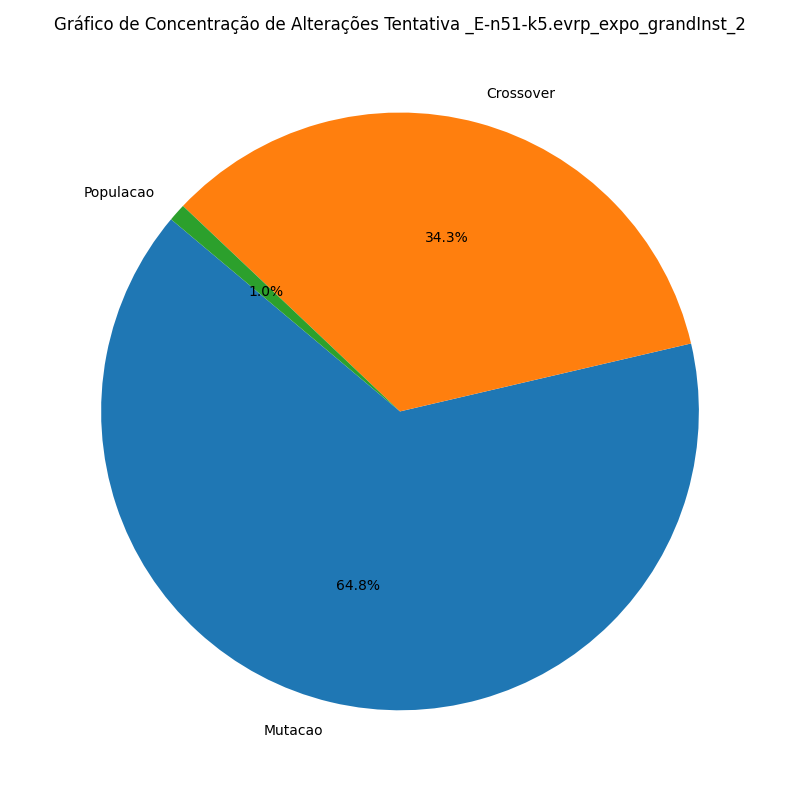 Gráfico de Concentração de Alterações Tentativa _E-n51-k5.evrp_expo_grandInst_2
Crossover
Populacao
34.3%
1.0%
64.8%
Mutacao